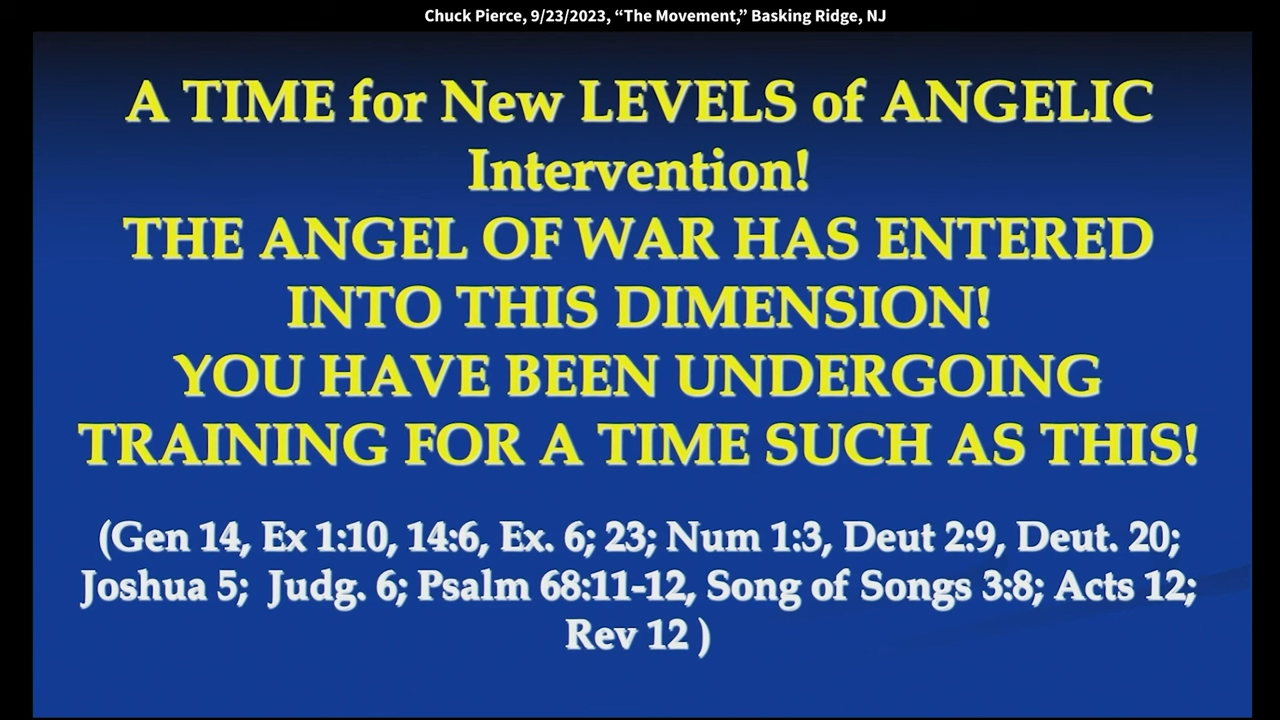 Chuck Pierce, 9/23/2023, “The Movement,” Basking Ridge, NJ
A TIME for New LEVELS of ANGELIC
Intervention!
THE ANGEL OF WAR HAS ENTERED
INTO THIS DIMENSION!
YOU HAVE BEEN UNDERGOING
TRAINING FOR A TIME SUCH AS THIS!
(Gen 14, Ex 1:10, 14:6, Ex. 6; 23; Num 1:3, Deut 2:9, Deut. 20;
Joshua 5;  Judg. 6; Psalm 68:11-12, Song of Songs 3:8; Acts 12;
Rev 12 )